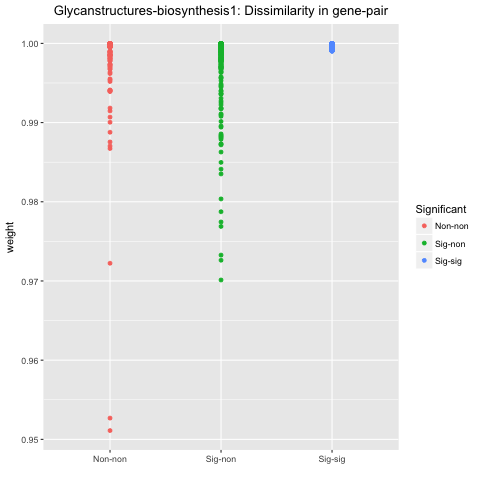 Glycanstructures-biosynthesis1: Dissimilarity in gene-pair
1.00
0.99
0.98
0.97
0.96
0.95
weight
Non-non
Sig-non
Sig-sig
Significant
Non-non
Sig-non
Sig-sig